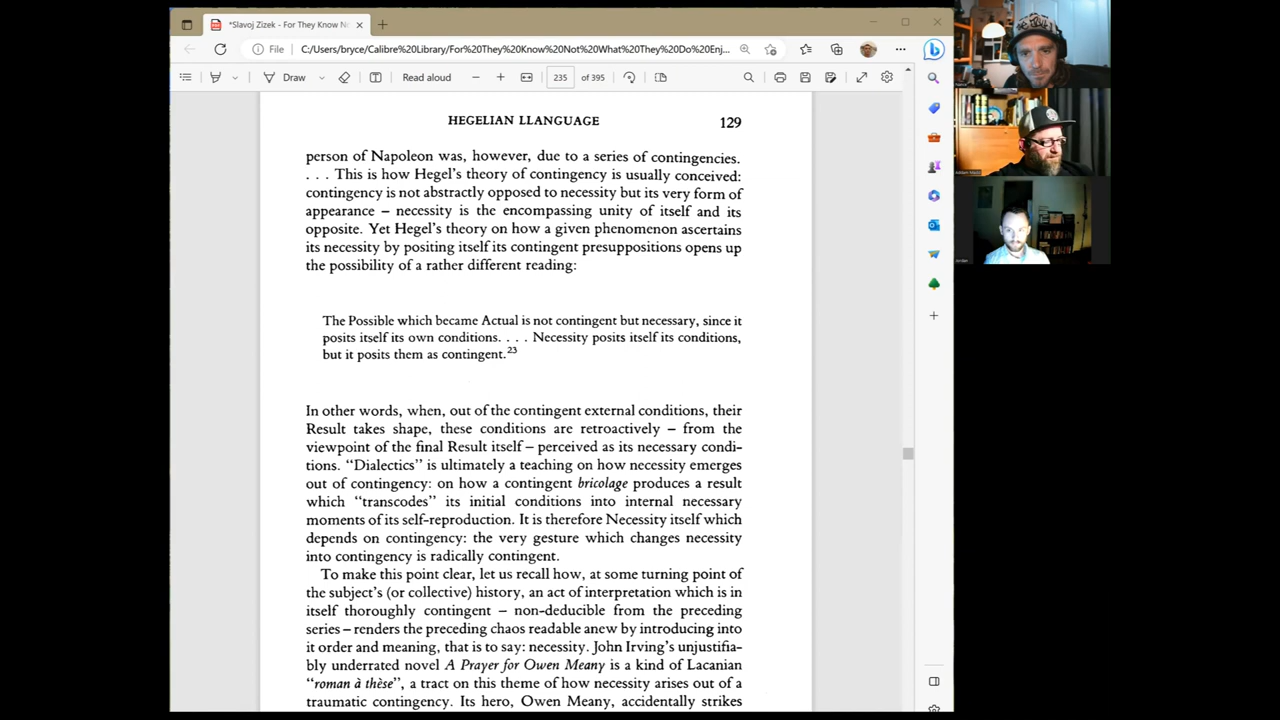 *Slavoj Zizek - For They Know No
File
C:/Users/bryce/Calibre%20Library/For%20They%20Know%20Not%20What%20They%20Do%20Enj...
Draw
Read aloud
235
of 395
HEGELIAN LLANGUAGE 129
person of Napoleon was, however, due to a series of contingencies.
. . . This is how Hegel's theory of contingency is usually conceived:
contingency is not abstractly opposed to necessity but its very form of
appearance – necessity is the encompassing unity of itself and its
opposite. Yet Hegel's theory on how a given phenomenon ascertains
its necessity by positing itself its contingent presuppositions opens up
the possibility of a rather different reading:
The Possible which became Actual is not contingent but necessary, since it
posits itself its own conditions. . . . Necessity posits itself its conditions,
but it posits them as contingent.23
In other words, when, out of the contingent external conditions, their
Result takes shape, these conditions are retroactively – from the
viewpoint of the final Result itself – perceived as its necessary condi-
tions. "Dialectics" is ultimately a teaching on how necessity emerges
out of contingency: on how a contingent bricolage produces a result
which "transcodes" its initial conditions into internal necessary
moments of its self-reproduction. It is therefore Necessity itself which
depends on contingency: the very gesture which changes necessity
into contingency is radically contingent.
To make this point clear, let us recall how, at some turning point of
the subject's (or collective) history, an act of interpretation which is in
itself thoroughly contingent – non-deducible from the preceding
series – renders the preceding chaos readable anew by introducing into
it order and meaning, that is to say: necessity. John Irving's unjustifia-
bly underrated novel A Prayer for Owen Meany is a kind of Lacanian
"roman à thèse", a tract on this theme of how necessity arises out of a
traumatic contingency. Its hero, Owen Meany, accidentally strikes